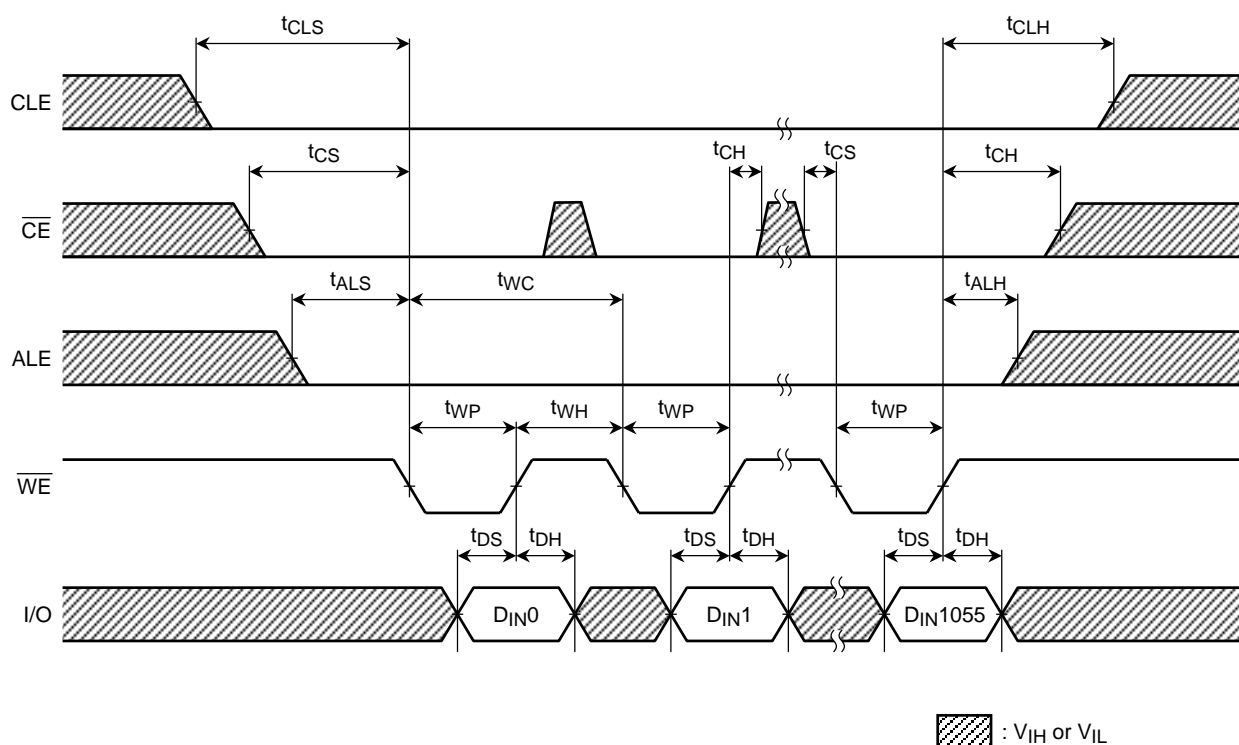 tCLS tCLH
CLE
tCS tCH tCS tCH
CE
tALS tWC tALH
ALE
tWP tWH tWP tWP
WE
tDS tDH tDS tDH tDS tDH
I/O DIN0 DIN1 DIN1055
: VIH or VIL